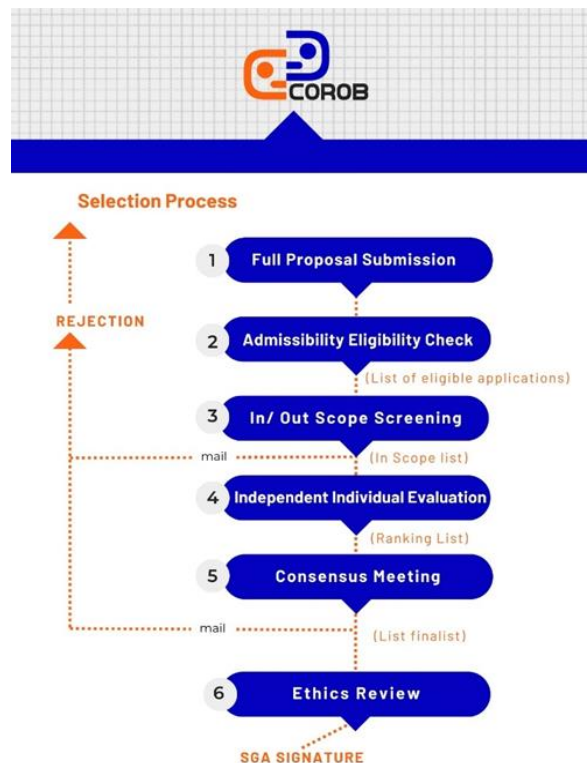 COROB
Selection Process
1 Full Proposal Submission
REJECTION
2 Admissibility Eligibility Check
(List of eligible applications)
3 In/ Out Scope Screening
mail (In Scope list)
4 Independent Individual Evaluation
(Ranking List)
5 Consensus Meeting
mail (List finalist)
6 Ethics Review
SGA SIGNATURE